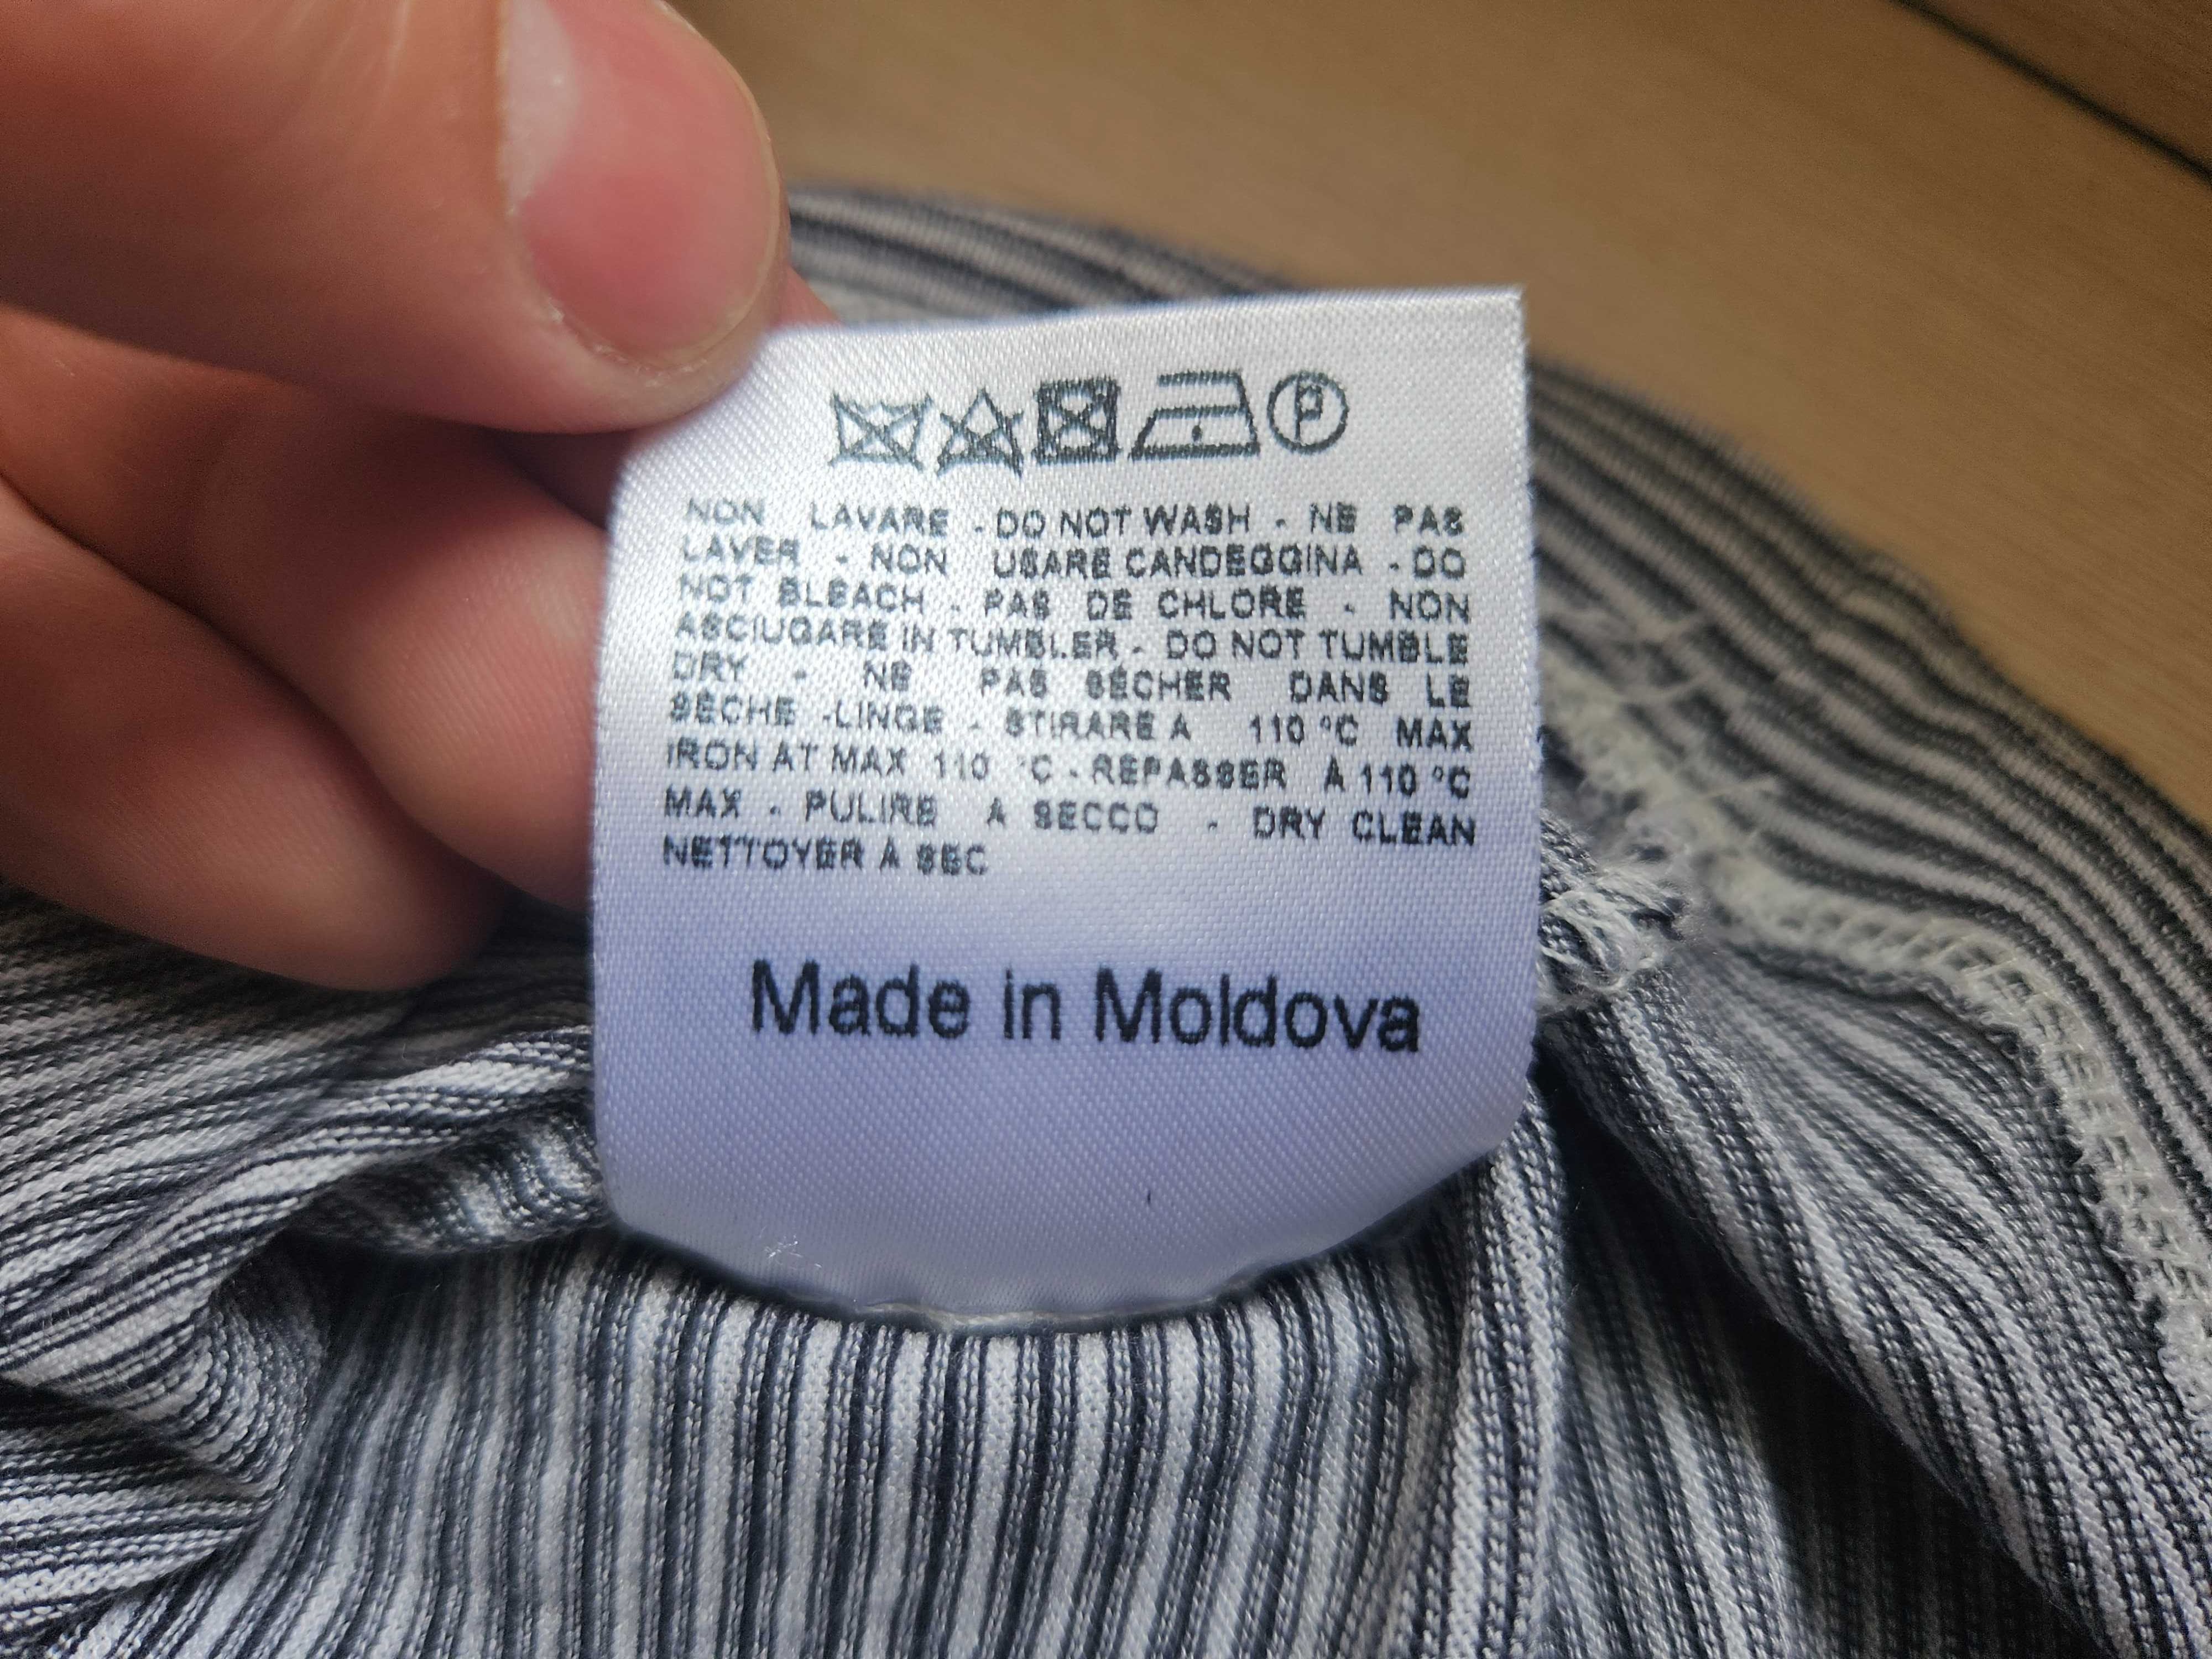 P
NON LAVARE - DO NOT WASH - NE PAS
LAVER - NON USARE CANDEGGINA - DO
NOT BLEACH - PAS DE CHLORE - NON
ASCIUGARE IN TUMBLER - DO NOT TUMBLE
DRY - NE PAS SÉCHER DANS LE
SÈCHE -LINGE - STIRARE A 110 °C MAX
IRON AT MAX 110 °C - REPASSER À 110 °C
MAX - PULIRE A SECCO - DRY CLEAN
NETTOYER À SEC
Made in Moldova